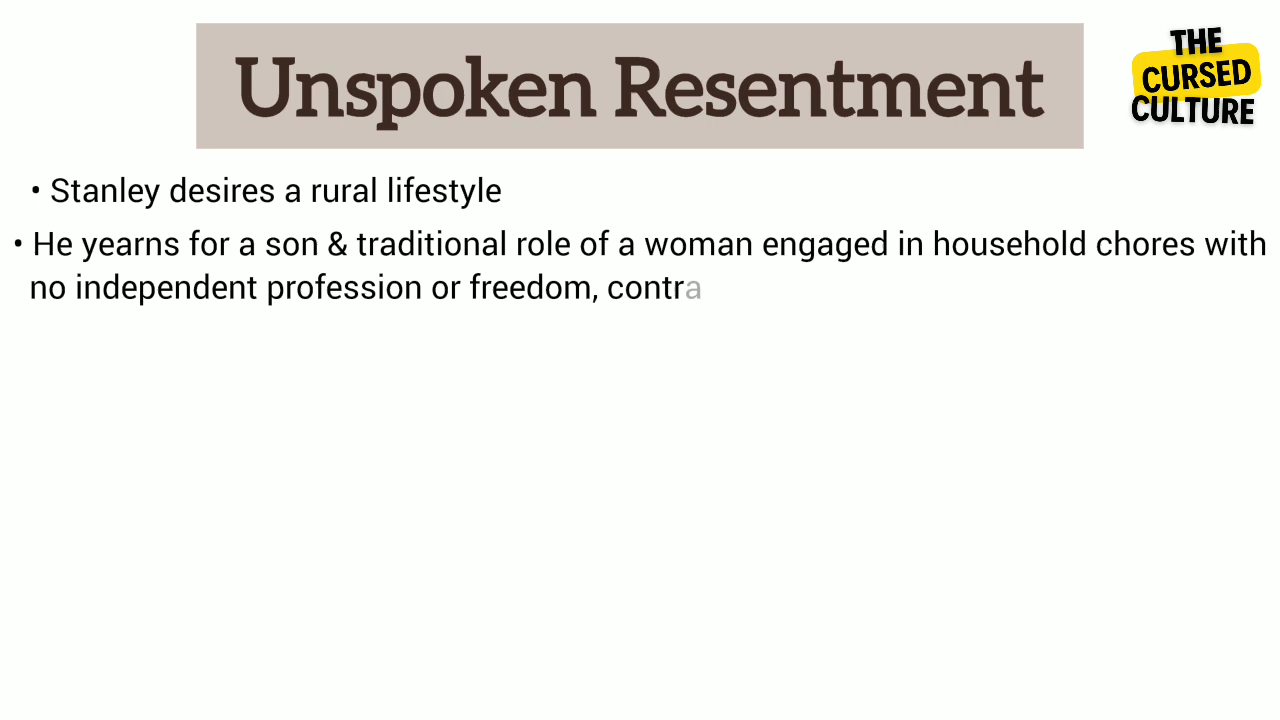 Unspoken Resentment
THE
CURSED
CULTURE
• Stanley desires a rural lifestyle
• He yearns for a son & traditional role of a woman engaged in household chores with
no independent profession or freedom, contra